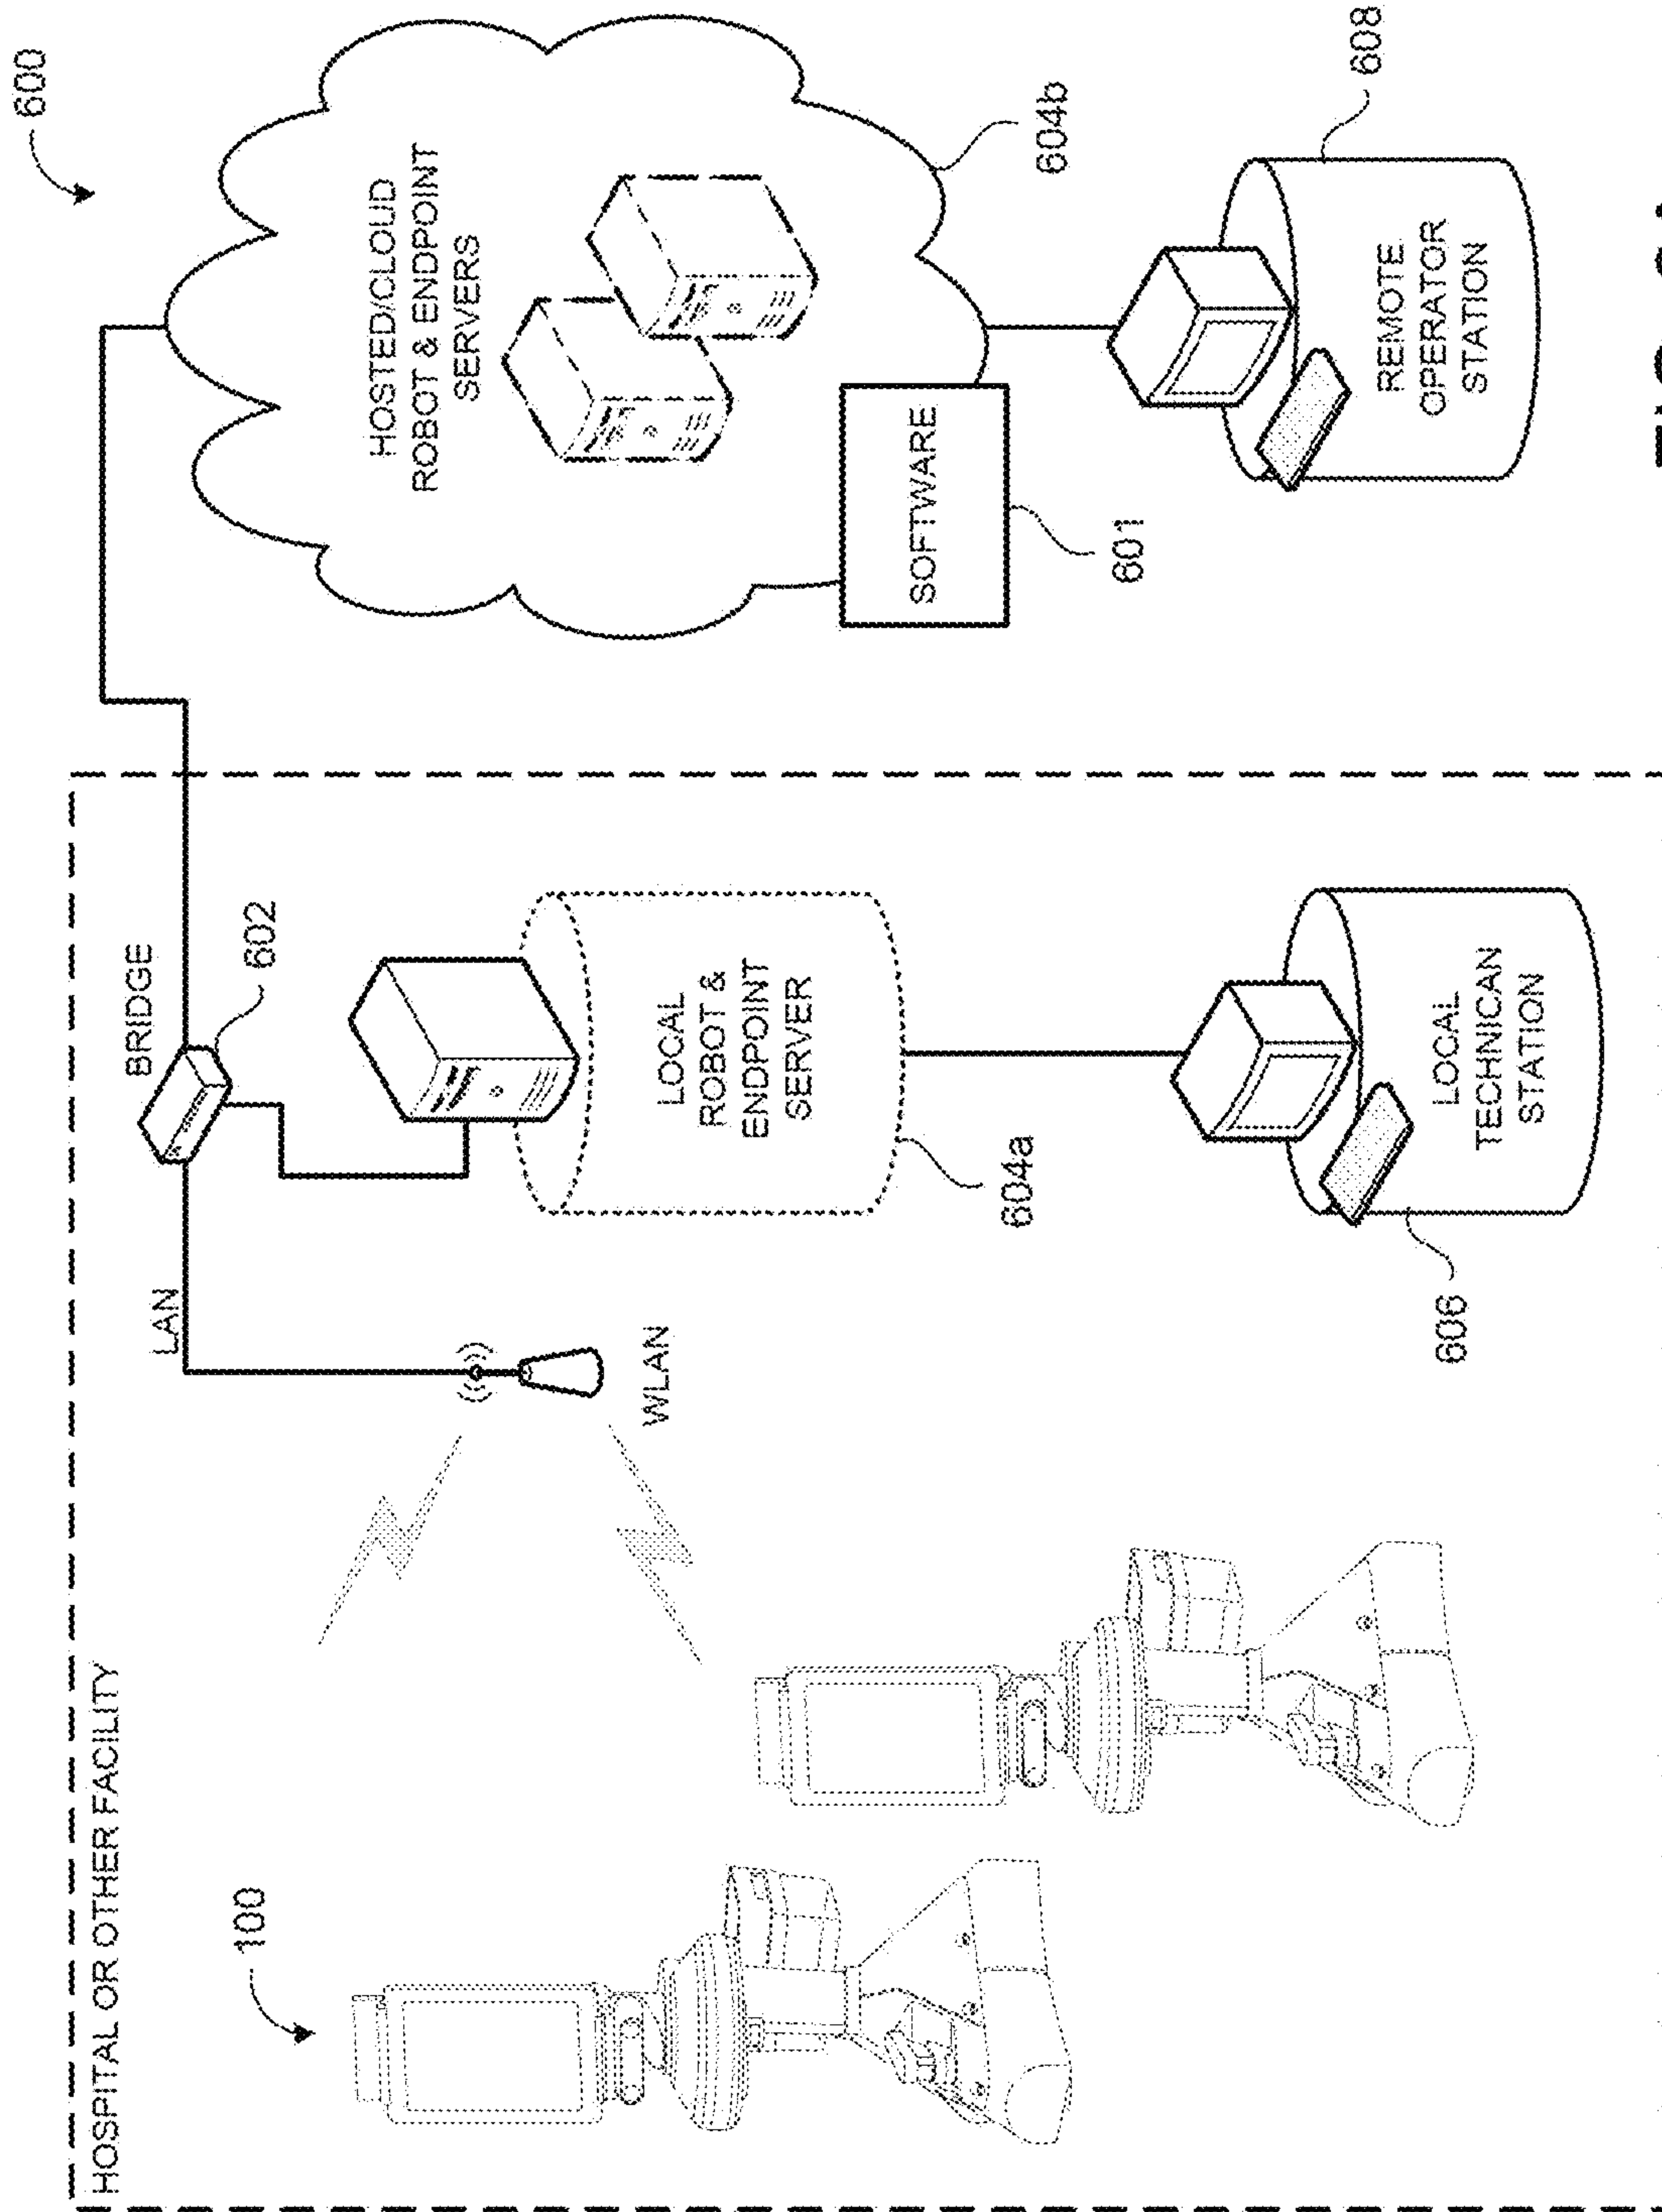 600
HOSPITAL OR OTHER FACILITY
100
LAN
WLAN
BRIDGE
602
LOCAL
ROBOT &
ENDPOINT
SERVER
604a
LOCAL
TECHNICAN
STATION
606
HOSTED/CLOUD
ROBOT & ENDPOINT
SERVERS
604b
SOFTWARE
601
REMOTE
OPERATOR
STATION
608